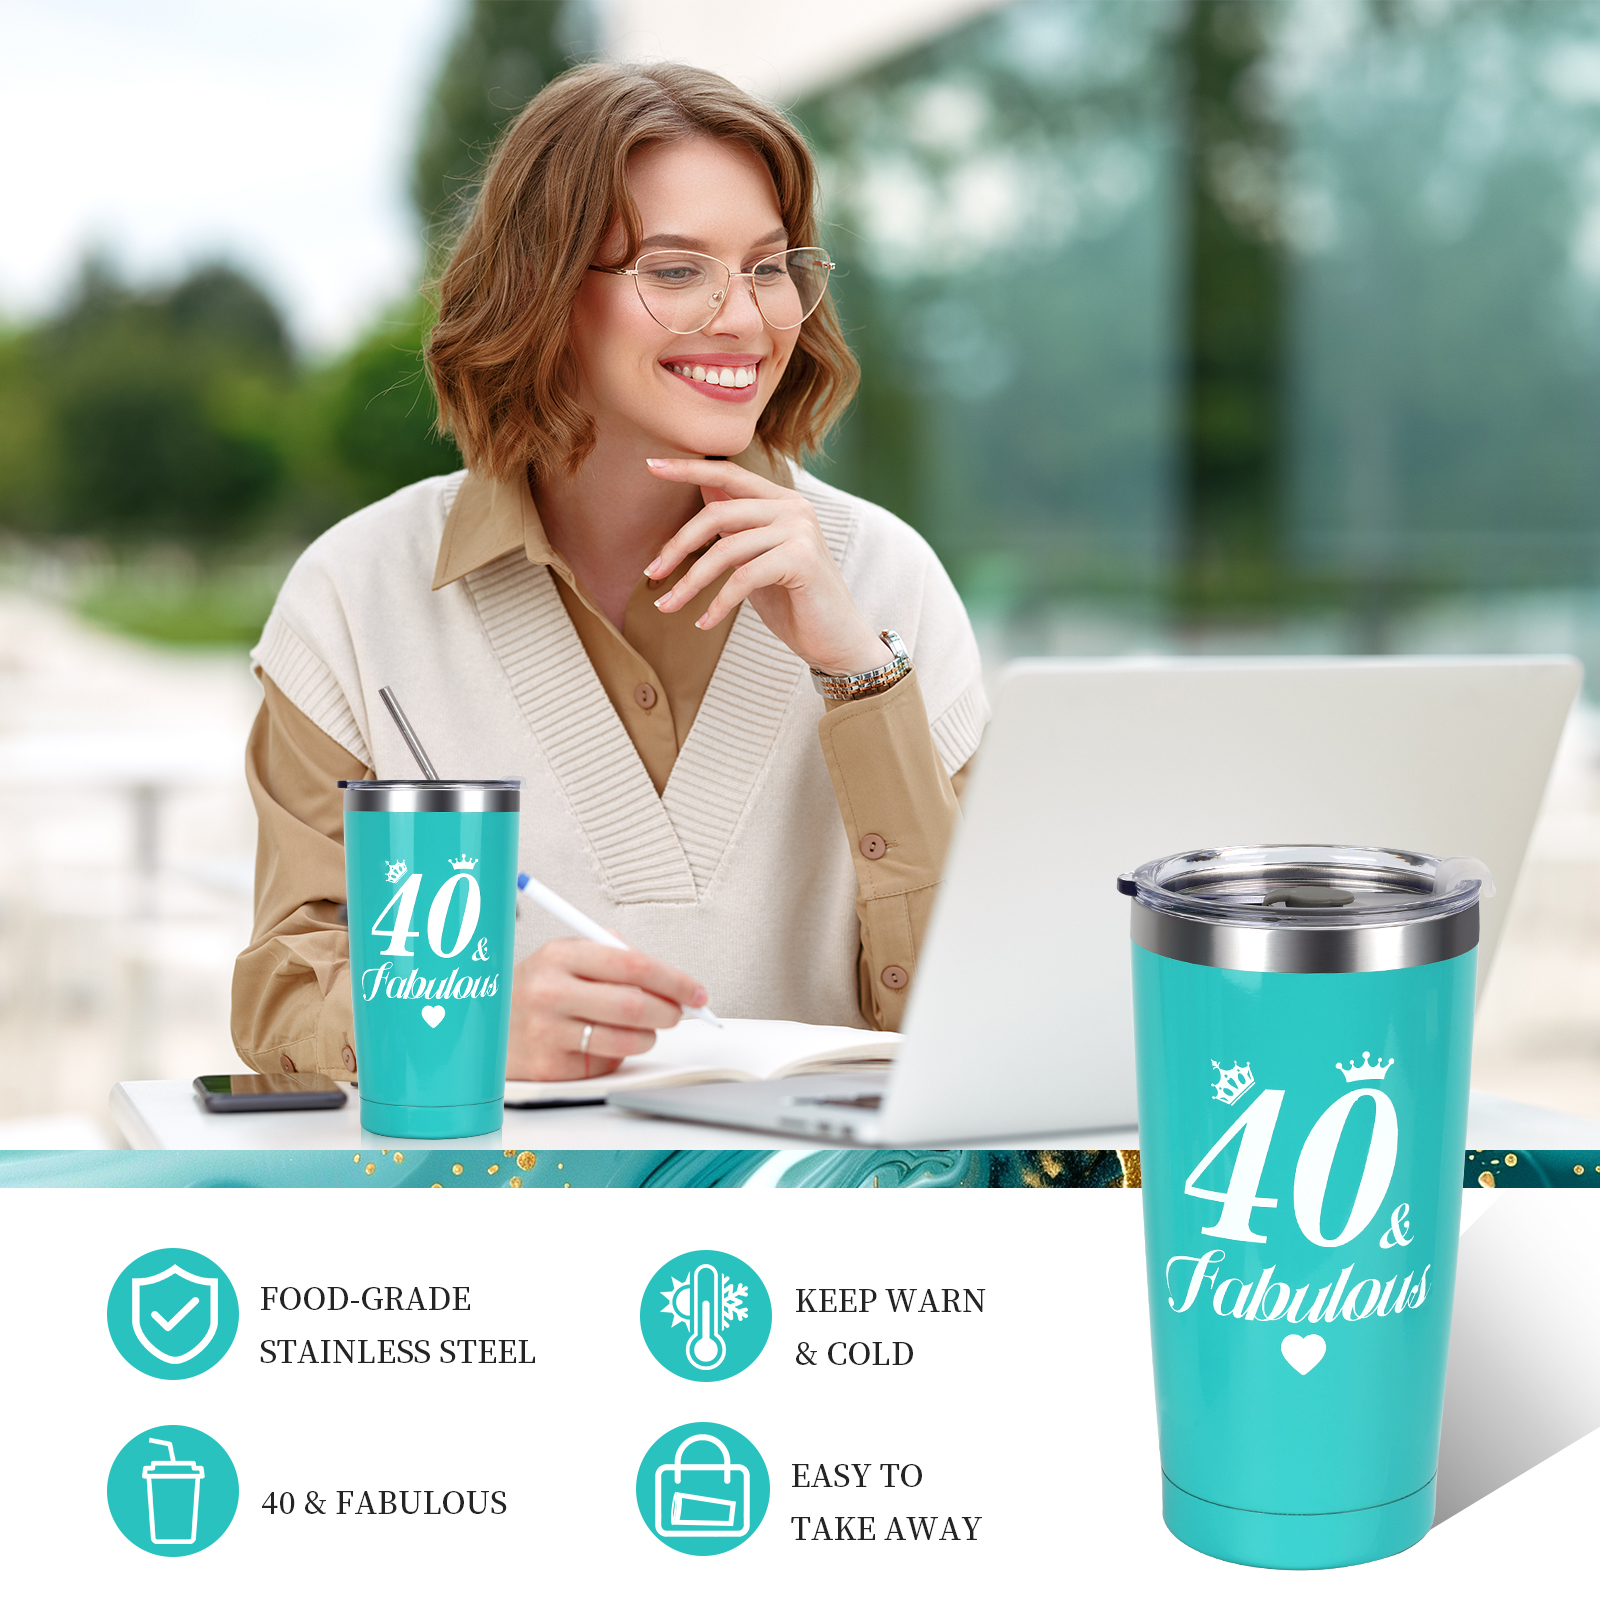 40 &
Fabulous
40 &
Fabulous
FOOD-GRADE
STAINLESS STEEL
KEEP WARN
& COLD
40 & FABULOUS
EASY TO
TAKE AWAY